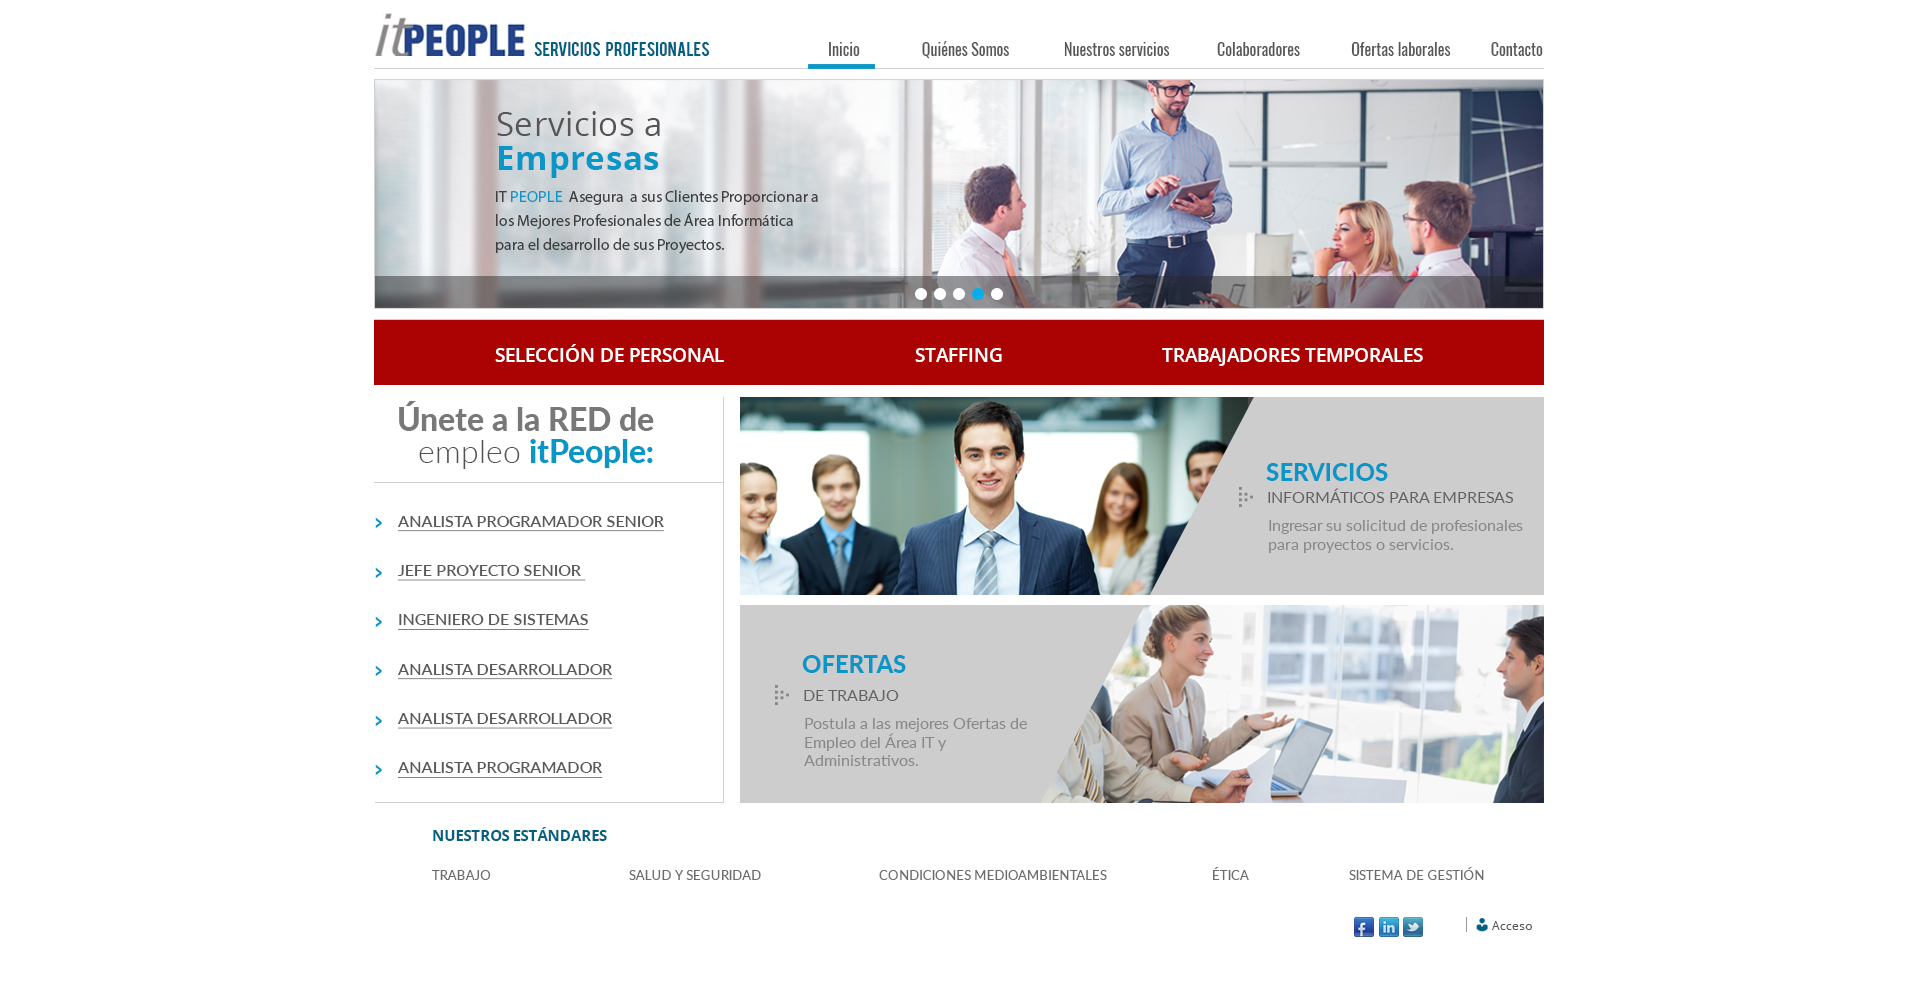 itPEOPLE SERVICIOS PROFESIONALES
Inicio
Quiénes Somos
Nuestros servicios
Colaboradores
Ofertas laborales
Contacto
Servicios a
Empresas
IT PEOPLE Asegura a sus Clientes Proporcionar a
los Mejores Profesionales de Área Informática
para el desarrollo de sus Proyectos.
SELECCIÓN DE PERSONAL
STAFFING
TRABAJADORES TEMPORALES
Únete a la RED de
empleo itPeople:
ANALISTA PROGRAMADOR SENIOR
JEFE PROYECTO SENIOR
INGENIERO DE SISTEMAS
ANALISTA DESARROLLADOR
ANALISTA DESARROLLADOR
ANALISTA PROGRAMADOR
SERVICIOS
INFORMÁTICOS PARA EMPRESAS
Ingresar su solicitud de profesionales
para proyectos o servicios.
OFERTAS
DE TRABAJO
Postula a las mejores Ofertas de
Empleo del Área IT y
Administrativos.
NUESTROS ESTÁNDARES
TRABAJO
SALUD Y SEGURIDAD
CONDICIONES MEDIOAMBIENTALES
ÉTICA
SISTEMA DE GESTIÓN
f
in
Acceso